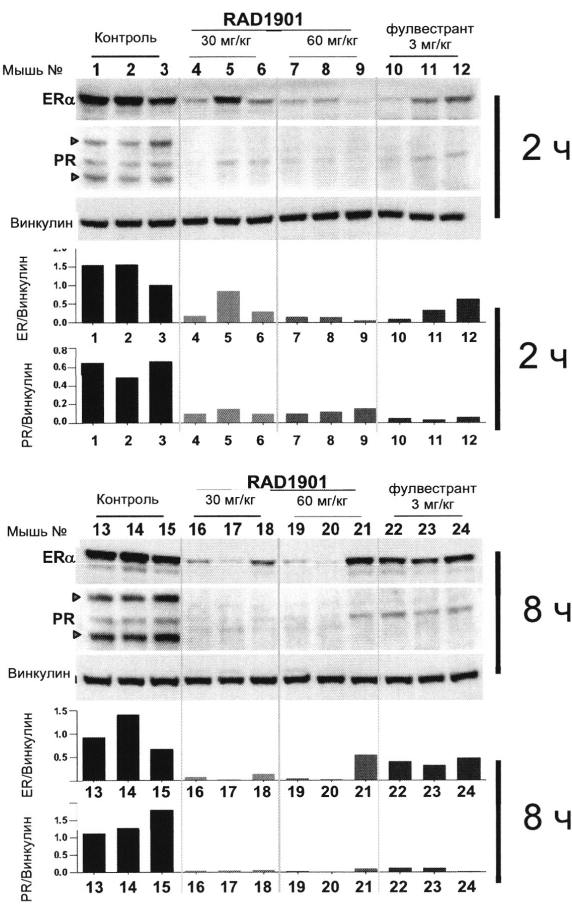 RAD1901
Контроль 30 мг/кг 60 мг/кг фулвестрант
3 мг/кг
Мышь № 1 2 3 4 5 6 7 8 9 10 11 12
ERα
PR
2 ч
Винкулин
ER/Винкулин
2.0
1.5
1.0
0.5
0.0
1 2 3 4 5 6 7 8 9 10 11 12
2 ч
PR/Винкулин
0.8
0.6
0.4
0.2
0.0
1 2 3 4 5 6 7 8 9 10 11 12
RAD1901
Контроль 30 мг/кг 60 мг/кг фулвестрант
3 мг/кг
Мышь № 13 14 15 16 17 18 19 20 21 22 23 24
ERα
PR
8 ч
Винкулин
ER/Винкулин
1.5
1.0
0.5
13 14 15 16 17 18 19 20 21 22 23 24
8 ч
PR/Винкулин
1.5
1.0
0.5
0.0
13 14 15 16 17 18 19 20 21 22 23 24